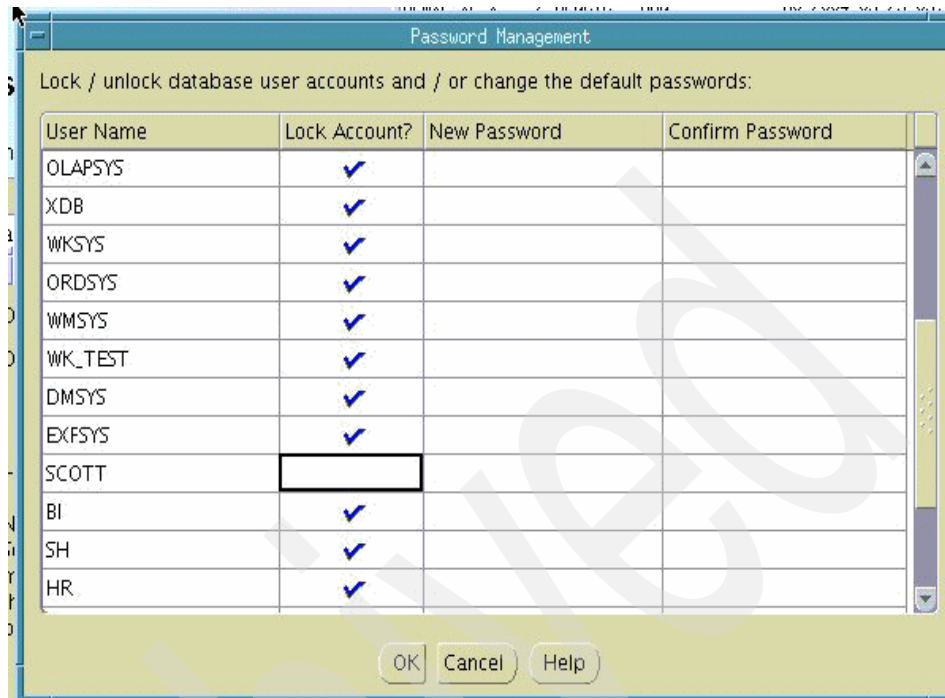 Password Management
Lock / unlock database user accounts and / or change the default passwords:
User Name Lock Account? New Password Confirm Password
OLAPSYS
XDB
WKSYS
ORDSYS
WMSYS
WK_TEST
DMSYS
EXFSYS
SCOTT
BI
SH
HR
OK Cancel Help